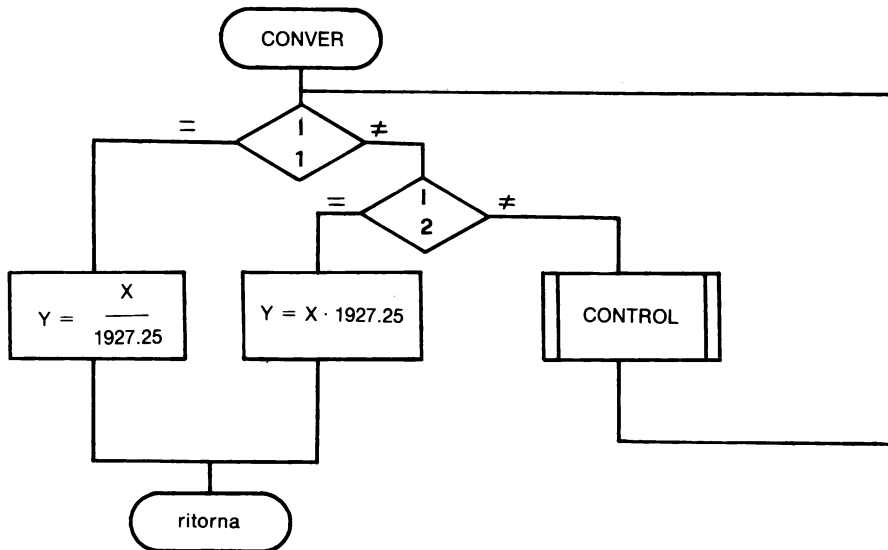 CONVER
= I ≠
1
= I ≠
2
Y = X / 1927.25
Y = X · 1927.25
CONTROL
ritorna